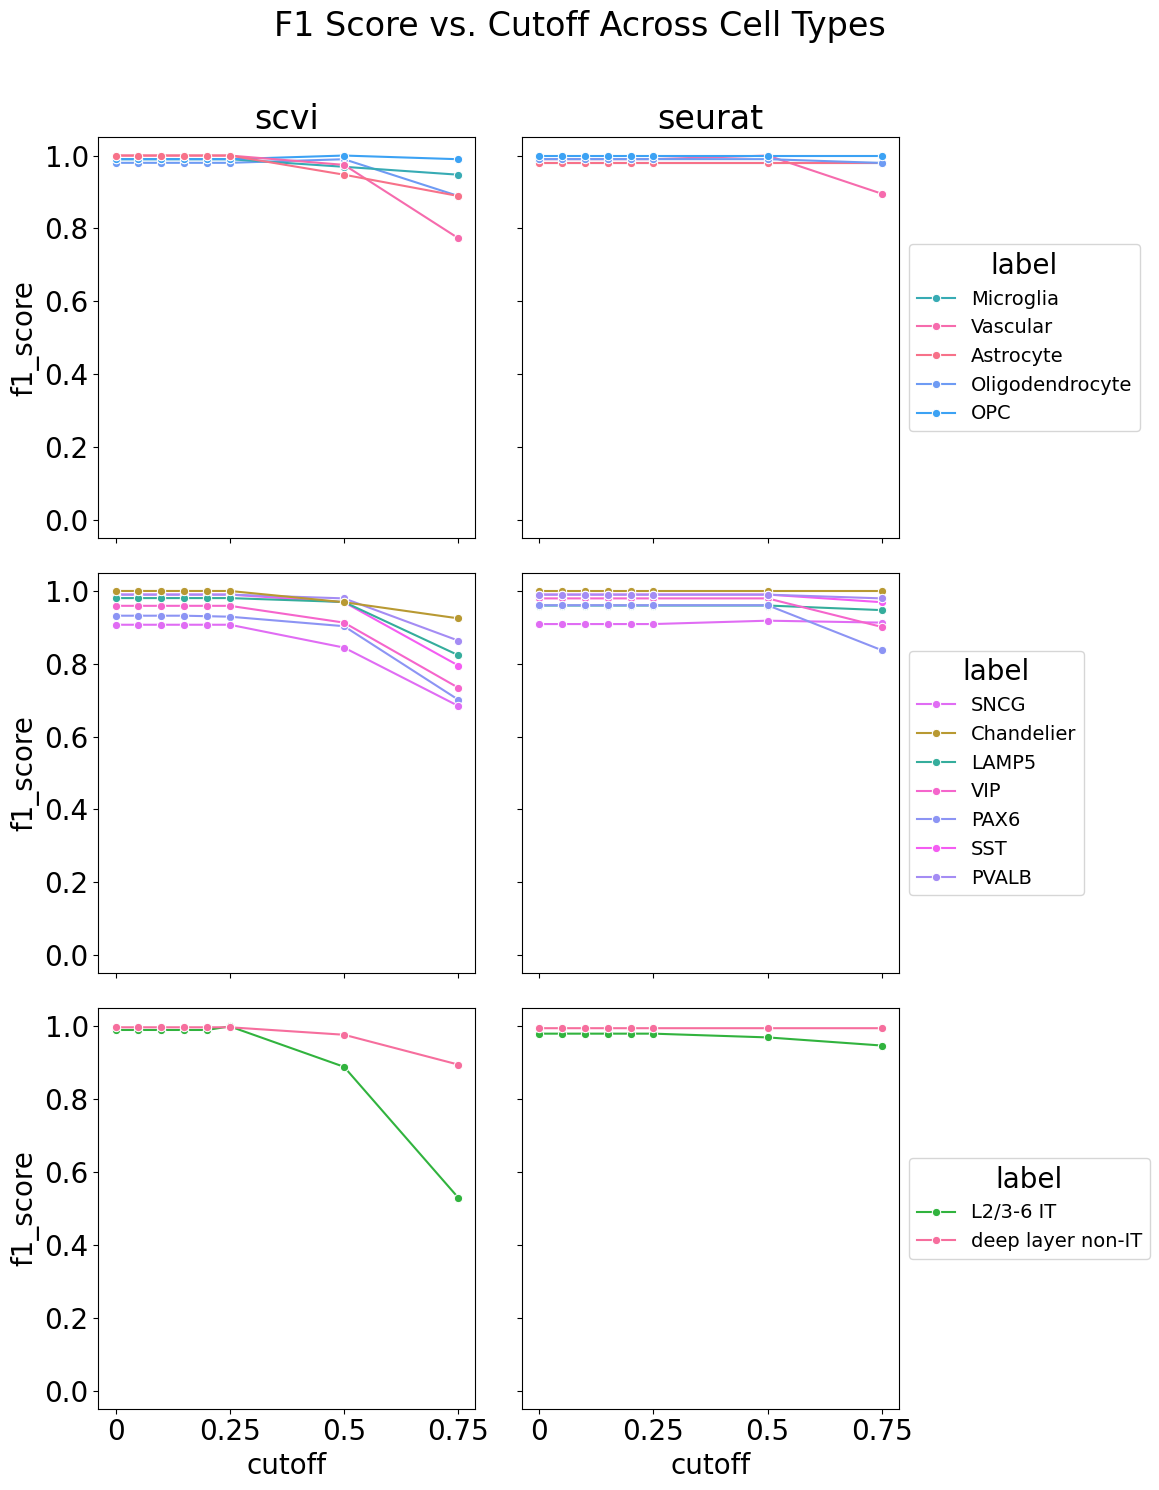 F1 Score vs. Cutoff Across Cell Types
scvi
seurat
1.0
0.8
0.6
0.4
0.2
0.0
f1_score
label
Microglia
Vascular
Astrocyte
Oligodendrocyte
OPC
1.0
0.8
0.6
0.4
0.2
0.0
f1_score
label
SNCG
Chandelier
LAMP5
VIP
PAX6
SST
PVALB
1.0
0.8
0.6
0.4
0.2
0.0
f1_score
label
L2/3-6 IT
deep layer non-IT
0 0.25 0.5 0.75
cutoff
0 0.25 0.5 0.75
cutoff